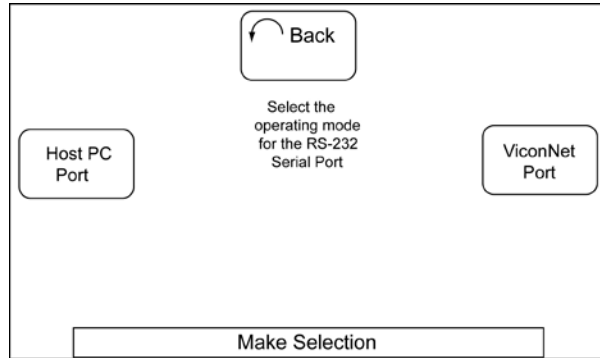 Back
Select the
operating mode
for the RS-232
Serial Port
Host PC
Port
ViconNet
Port
Make Selection